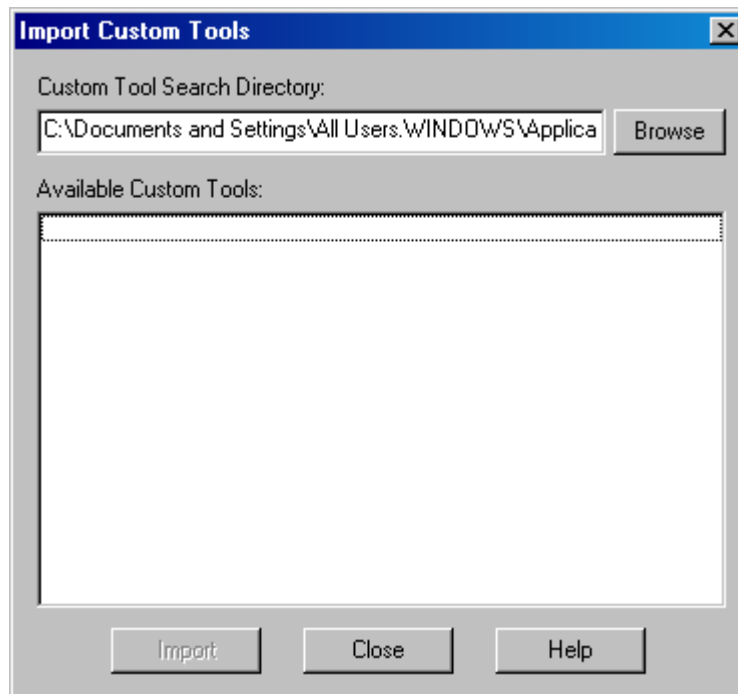 Import Custom Tools
Custom Tool Search Directory:
C:\Documents and Settings\All Users.WINDOWS\Applica
Browse
Available Custom Tools:
Import
Close
Help